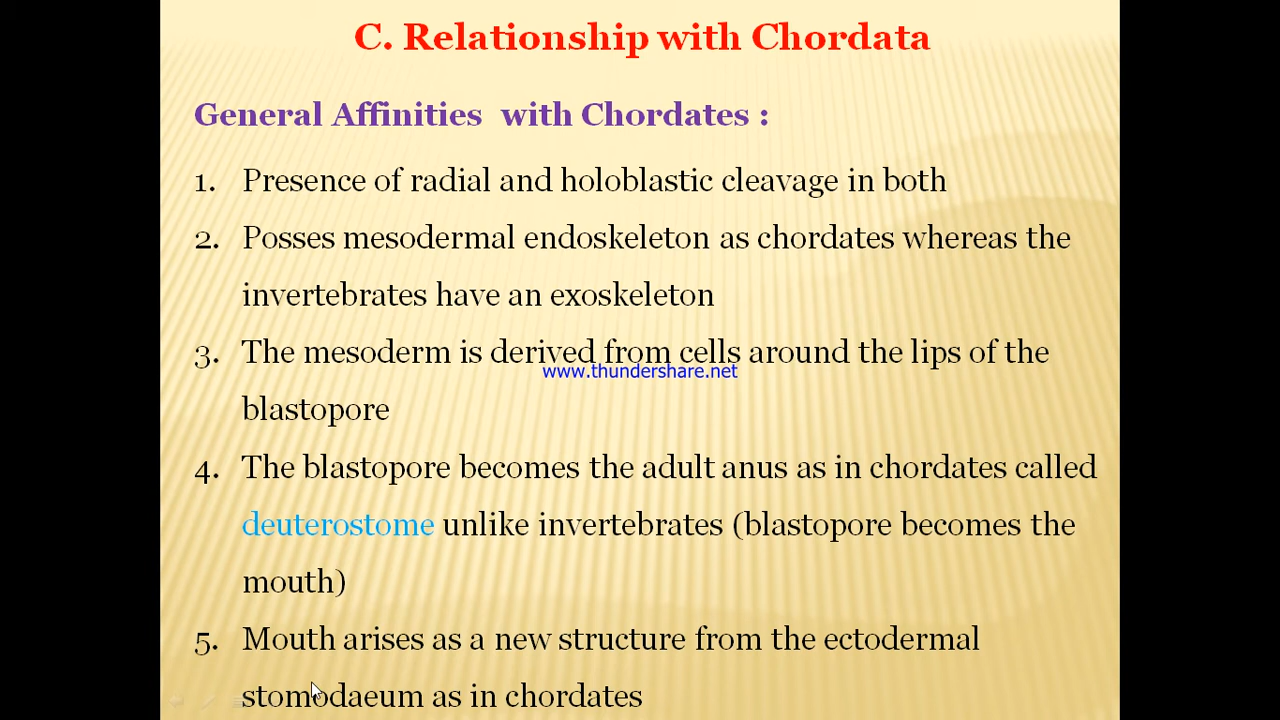 C. Relationship with Chordata
General Affinities with Chordates :
1. Presence of radial and holoblastic cleavage in both
2. Posses mesodermal endoskeleton as chordates whereas the
invertebrates have an exoskeleton
3. The mesoderm is derived from cells around the lips of the
www.thundershare.net
blastopore
4. The blastopore becomes the adult anus as in chordates called
deuterostome unlike invertebrates (blastopore becomes the
mouth)
5. Mouth arises as a new structure from the ectodermal
stomodaeum as in chordates